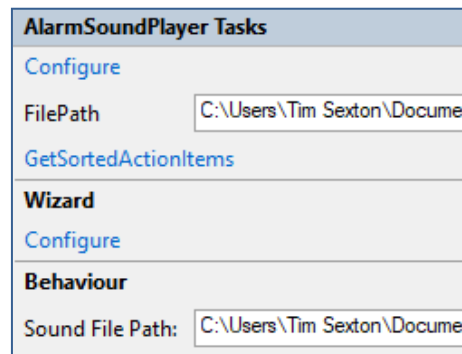 AlarmSoundPlayer Tasks
Configure
FilePath C:\Users\Tim Sexton\Docume
GetSortedActionItems
Wizard
Configure
Behaviour
Sound File Path: C:\Users\Tim Sexton\Docume